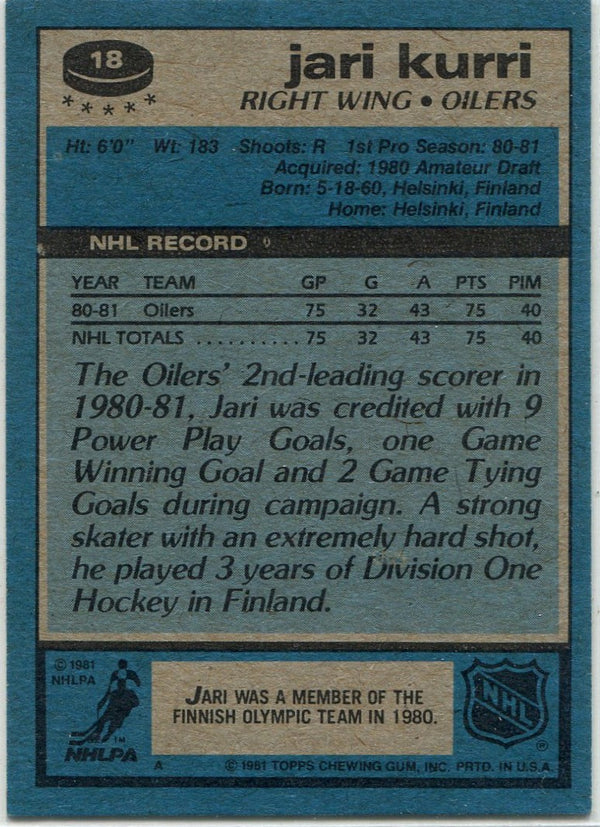 18
jari kurri
RIGHT WING • OILERS
Ht: 6'0" Wt: 183 Shoots: R 1st Pro Season: 80-81
Acquired: 1980 Amateur Draft
Born: 5-18-60, Helsinki, Finland
Home: Helsinki, Finland
NHL RECORD
YEAR TEAM GP G A PTS PIM
80-81 Oilers 75 32 43 75 40
NHL TOTALS .......... 75 32 43 75 40
The Oilers' 2nd-leading scorer in
1980-81, Jari was credited with 9
Power Play Goals, one Game
Winning Goal and 2 Game Tying
Goals during campaign. A strong
skater with an extremely hard shot,
he played 3 years of Division One
Hockey in Finland.
© 1981
NHLPA
TM
NHLPA
JARI WAS A MEMBER OF THE
FINNISH OLYMPIC TEAM IN 1980.
NHL
®
A © 1981 TOPPS CHEWING GUM, INC. PRTD. IN U.S.A.